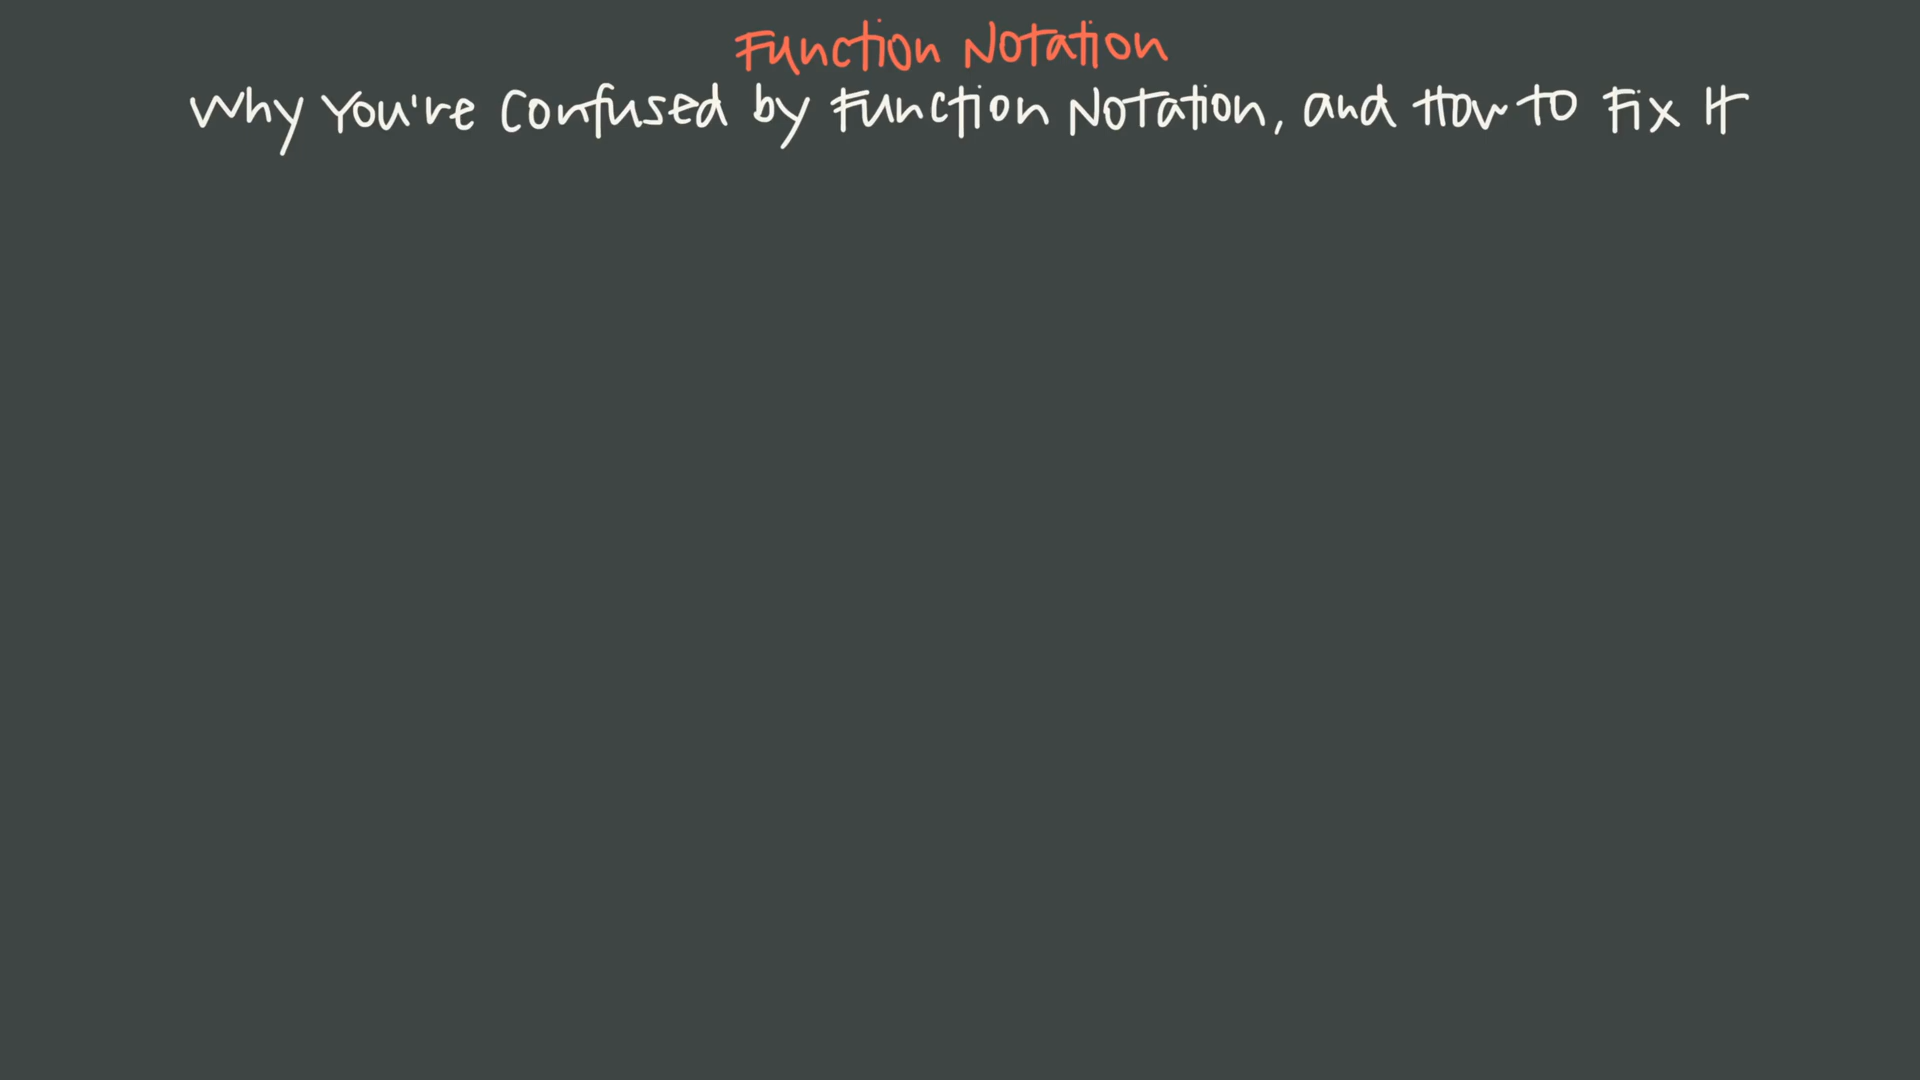 Function Notation
Why You're Confused by Function Notation, and How to Fix It